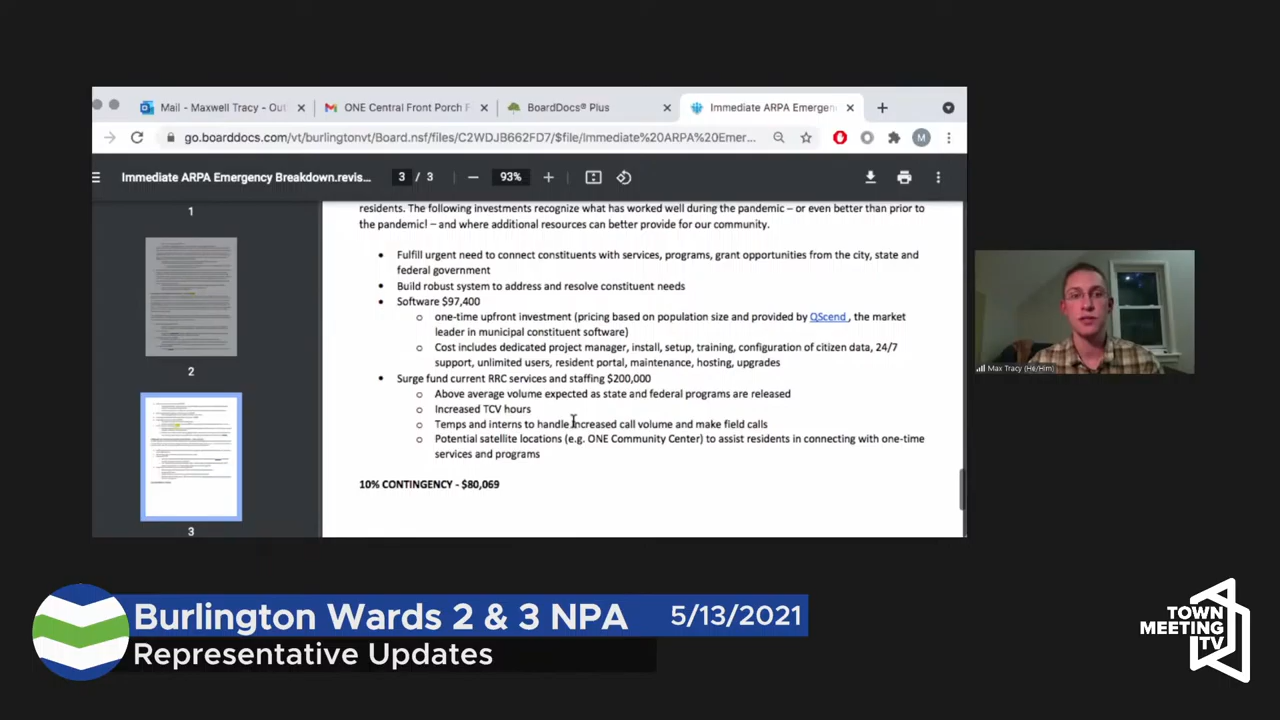 Mail - Maxwell Tracy - Out
ONE Central Front Porch F
BoardDocs® Plus
Immediate ARPA Emergen
go.boarddocs.com/vt/burlingtonvt/Board.nsf/files/C2WDJB662FD7/$file/Immediate%20ARPA%20Emer...
M
Immediate ARPA Emergency Breakdown.revis...
3 / 3
93%
1
2
3
residents. The following investments recognize what has worked well during the pandemic – or even better than prior to
the pandemic! – and where additional resources can better provide for our community.
Fulfill urgent need to connect constituents with services, programs, grant opportunities from the city, state and
federal government
Build robust system to address and resolve constituent needs
Software $97,400
one-time upfront investment (pricing based on population size and provided by QScend , the market
leader in municipal constituent software)
Cost includes dedicated project manager, install, setup, training, configuration of citizen data, 24/7
support, unlimited users, resident portal, maintenance, hosting, upgrades
Surge fund current RRC services and staffing $200,000
Above average volume expected as state and federal programs are released
Increased TCV hours
Temps and interns to handle increased call volume and make field calls
Potential satellite locations (e.g. ONE Community Center) to assist residents in connecting with one-time
services and programs
10% CONTINGENCY - $80,069
Max Tracy (He/Him)
Burlington Wards 2 & 3 NPA
5/13/2021
Representative Updates
TOWN
MEETING
TV